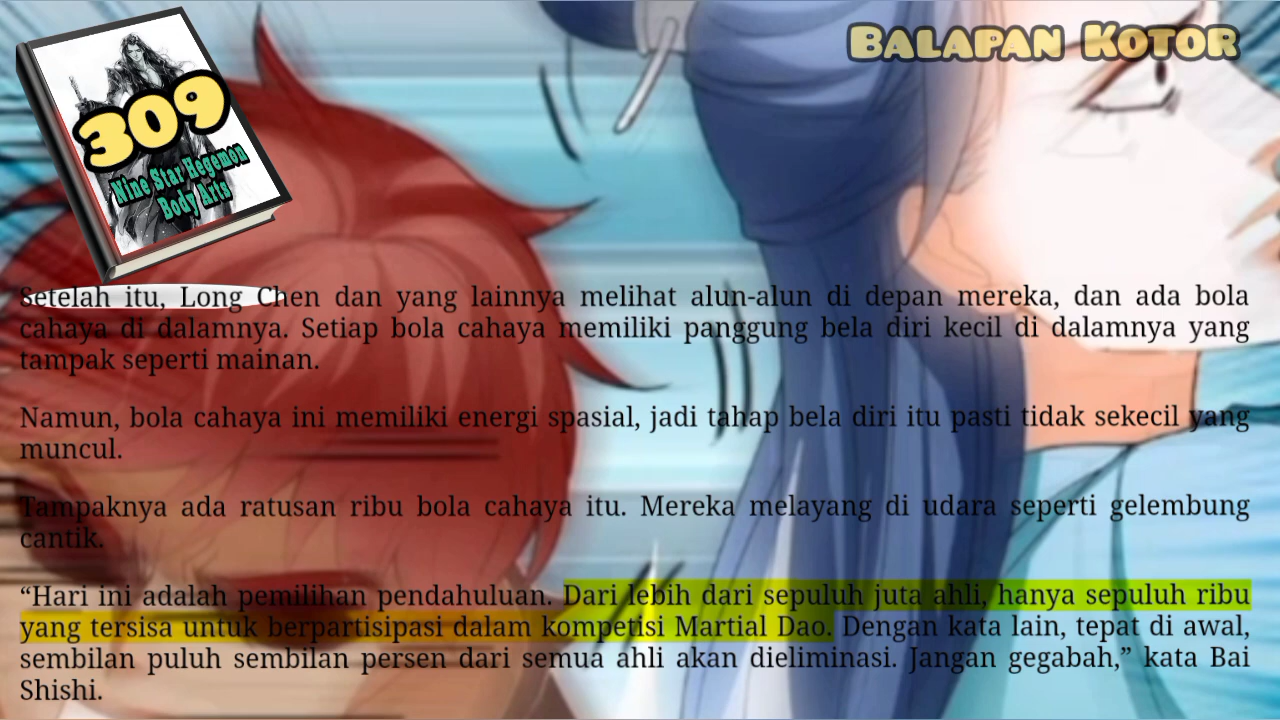 Balapan Kotor
309
Nine Star Hegemon
Body Arts
Setelah itu, Long Chen dan yang lainnya melihat alun-alun di depan mereka, dan ada bola
cahaya di dalamnya. Setiap bola cahaya memiliki panggung bela diri kecil di dalamnya yang
tampak seperti mainan.
Namun, bola cahaya ini memiliki energi spasial, jadi tahap bela diri itu pasti tidak sekecil yang
muncul.
Tampaknya ada ratusan ribu bola cahaya itu. Mereka melayang di udara seperti gelembung
cantik.
“Hari ini adalah pemilihan pendahuluan. Dari lebih dari sepuluh juta ahli, hanya sepuluh ribu
yang tersisa untuk berpartisipasi dalam kompetisi Martial Dao. Dengan kata lain, tepat di awal,
sembilan puluh sembilan persen dari semua ahli akan dieliminasi. Jangan gegabah,” kata Bai
Shishi.